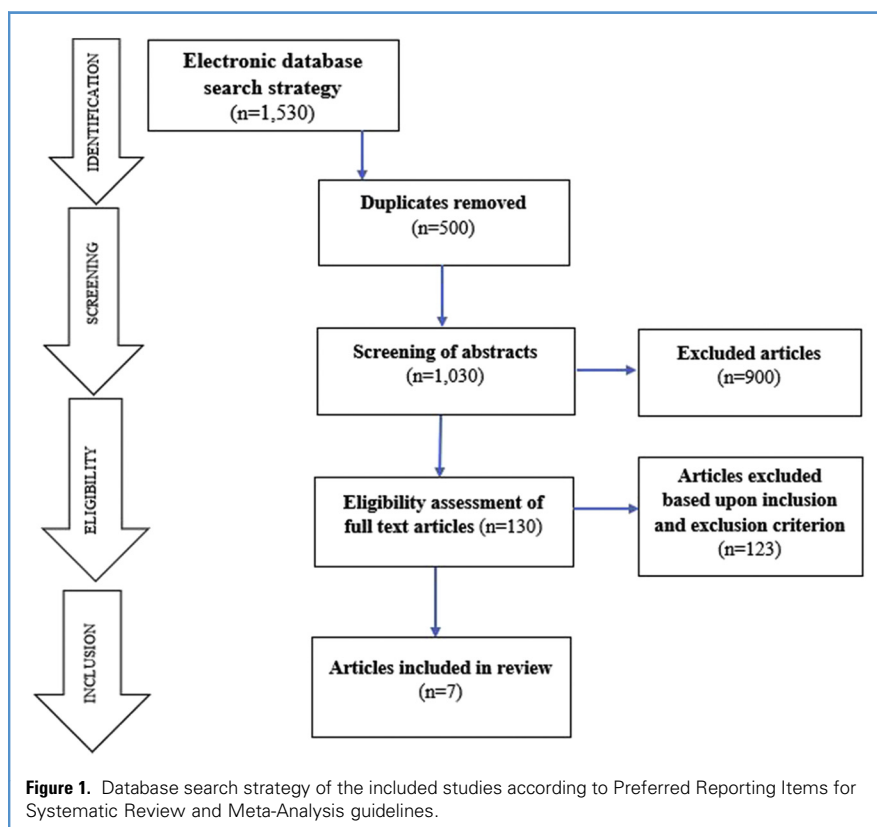 IDENTIFICATION
Electronic database
search strategy
(n=1,530)
Duplicates removed
(n=500)
SCREENING
Screening of abstracts
(n=1,030)
Excluded articles
(n=900)
ELIGIBILITY
Eligibility assessment of
full text articles (n=130)
Articles excluded
based upon inclusion
and exclusion criterion
(n=123)
INCLUSION
Articles included in review
(n=7)
Figure 1. Database search strategy of the included studies according to Preferred Reporting Items for
Systematic Review and Meta-Analysis guidelines.